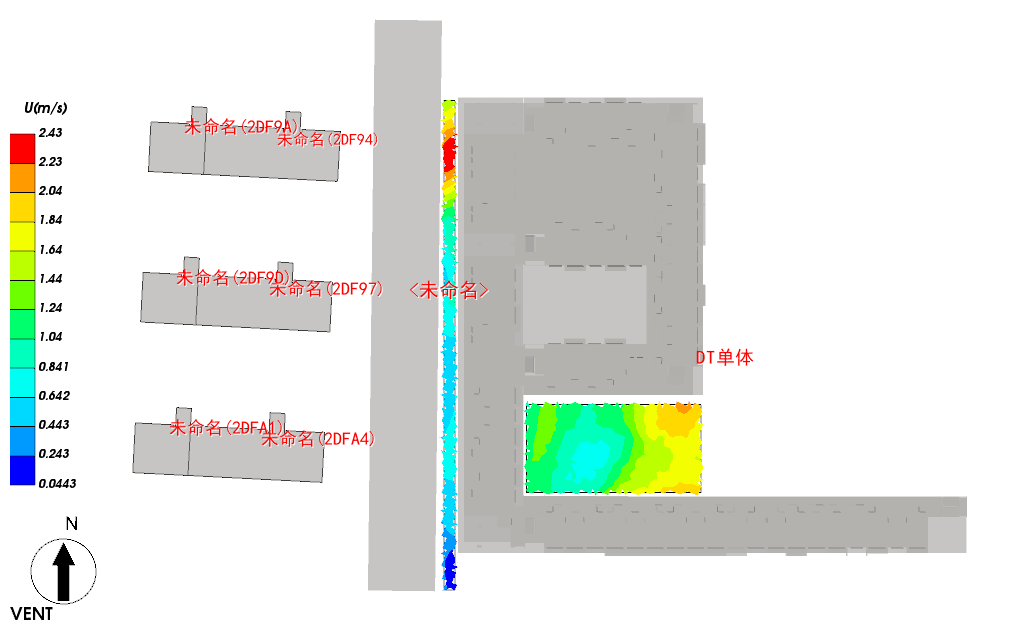 U(m/s)
2.43
2.23
2.04
1.84
1.64
1.44
1.24
1.04
0.841
0.642
0.443
0.243
0.0443
未命名(2DF9A)
未命名(2DF94)
未命名(2DF9D)
未命名(2DF97)
<未命名>
DT单体
未命名(2DFA1)
未命名(2DFA4)
N
VENT